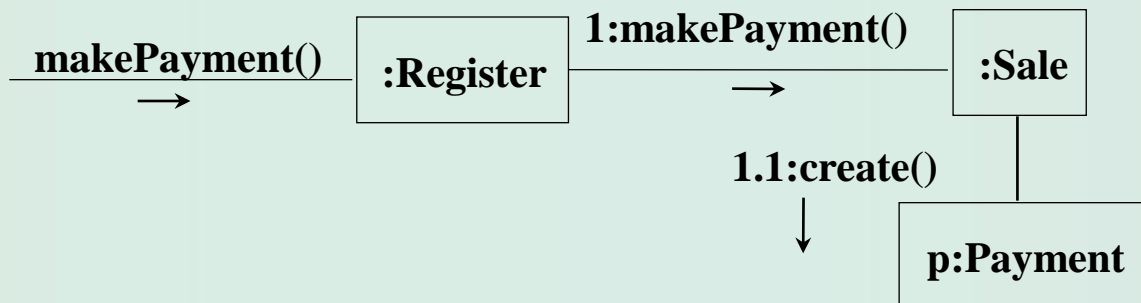 makePayment()
:Register
1:makePayment()
:Sale
1.1:create()
p:Payment